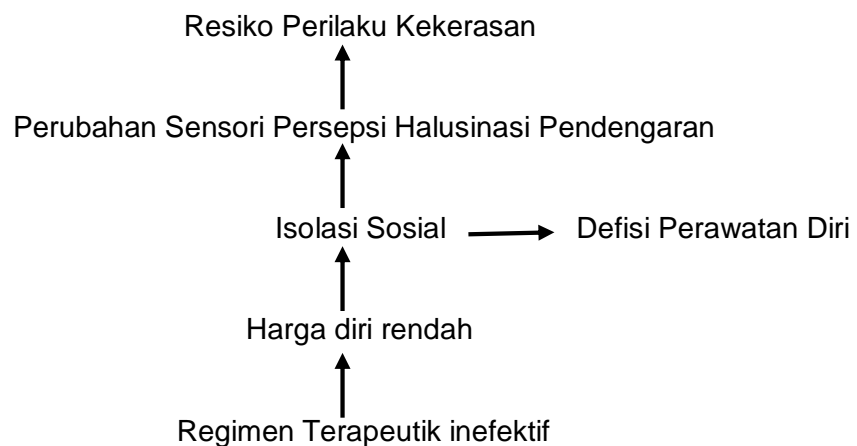 Resiko Perilaku Kekerasan
Perubahan Sensori Persepsi Halusinasi Pendengaran
Isolasi Sosial
Defisi Perawatan Diri
Harga diri rendah
Regimen Terapeutik inefektif